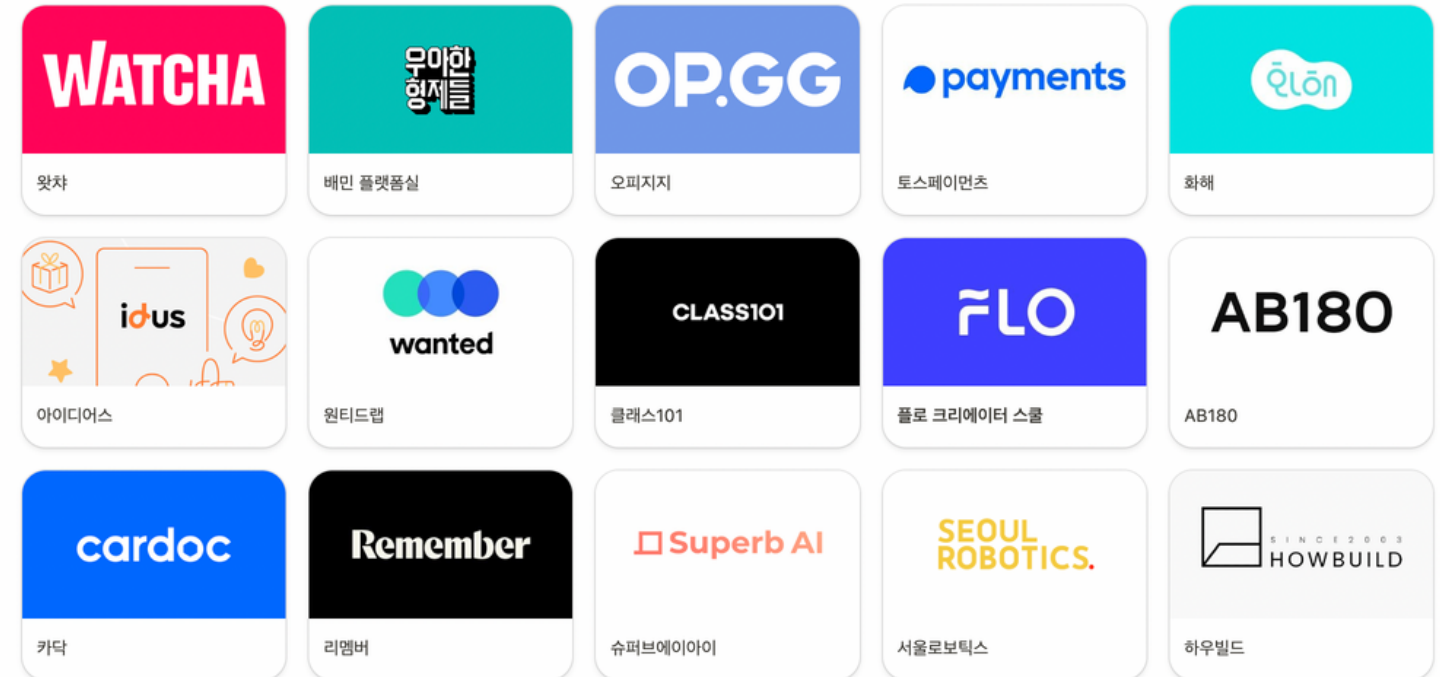 WATCHA
우아한
형제들
OP.GG
payments
왓챠
배민 플랫폼실
오피지지
토스페이먼츠
화해
idus
wanted
CLASS101
FLO
AB180
아이디어스
원티드랩
클래스101
플로 크리에이터 스쿨
AB180
cardoc
Remember
Superb AI
SEOUL
ROBOTICS.
SINCE2003
HOWBUILD
카닥
리멤버
슈퍼브에이아이
서울로보틱스
하우빌드